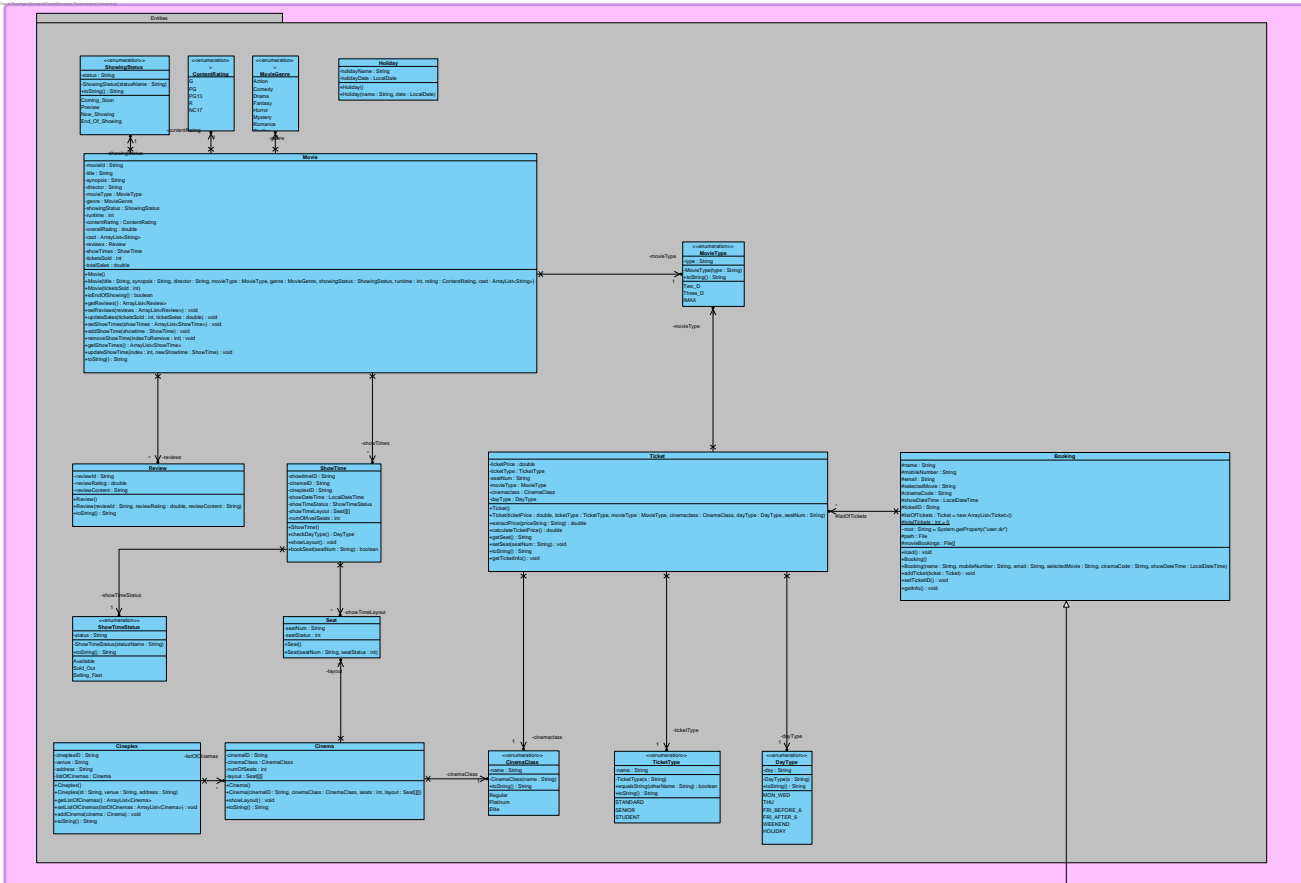 Entities
<<enumeration>>
ShowingStatus
-status : String
-ShowingStatus(statusName : String)
+toString() : String
Coming_Soon
Preview
Now_Showing
End_Of_Showing
<<enumeration>>
ContentRating
G
PG
PG13
R
NC17
<<enumeration>>
MovieGenre
Action
Comedy
Drama
Fantasy
Horror
Mystery
Romance
Holiday
-holidayName : String
-holidayDate : LocalDate
+Holiday()
+Holiday(name : String, date : LocalDate)
-contentRating
1
-genre
-showingStatus
Movie
-movieId : String
-title : String
-synopsis : String
-director : String
-movieType : MovieType
-genre : MovieGenre
-showingStatus : ShowingStatus
-runtime : int
-contentRating : ContentRating
-overallRating : double
-cast : ArrayList<String>
-reviews : Review
-showTimes : ShowTime
-ticketsSold : int
-totalSales : double
+Movie()
+Movie(title : String, synopsis : String, director : String, movieType : MovieType, genre : MovieGenre, showingStatus : ShowingStatus, runtime : int, rating : ContentRating, cast : ArrayList<String>)
+Movie(ticketsSold : int)
+isEndOfShowing() : boolean
+getReviews() : ArrayList<Review>
+setReviews(reviews : ArrayList<Review>) : void
+updateSales(ticketsSold : int, ticketSales : double) : void
+setShowTimes(showTimes : ArrayList<ShowTime>) : void
+addShowTime(showtime : ShowTime) : void
+removeShowTime(indexToRemove : int) : void
+getShowTimes() : ArrayList<ShowTime>
+updateShowTime(index : int, newShowtime : ShowTime) : void
+toString() : String
-movieType
1
<<enumeration>>
MovieType
-type : String
-MovieType(type : String)
+toString() : String
Two_D
Three_D
IMAX
-movieType
* -reviews
-showTimes
*
Review
-reviewId : String
-reviewRating : double
-reviewContent : String
+Review()
+Review(reviewId : String, reviewRating : double, reviewContent : String)
+toString() : String
ShowTime
-showtimeID : String
-cinemaID : String
-cineplexID : String
-showDateTime : LocalDateTime
-showTimeStatus : ShowTimeStatus
-showTimeLayout : Seat[][]
-numOfAvailSeats : int
+ShowTime()
+checkDayType() : DayType
+showLayout() : void
+bookSeat(seatNum : String) : boolean
Ticket
-ticketPrice : double
-ticketType : TicketType
-seatNum : String
-movieType : MovieType
-cinemaclass : CinemaClass
-dayType : DayType
+Ticket()
+Ticket(ticketPrice : double, ticketType : TicketType, movieType : MovieType, cinemaclass : CinemaClass, dayType : DayType, seatNum : String)
+extractPrice(priceString : String) : double
+calculateTicketPrice() : double
+getSeat() : String
+setSeat(seatNum : String) : void
+toString() : String
+getTicketInfo() : void
*
#listOfTickets
Booking
#name : String
#mobileNumber : String
#email : String
#selectedMovie : String
#cinemaCode : String
#showDateTime : LocalDateTime
#ticketID : String
#listOfTickets : Ticket = new ArrayList<Ticket>()
#totalTickets : int = 0
-root : String = System.getProperty("user.dir")
#path : File
#movieBookings : File[]
+load() : void
+Booking()
+Booking(name : String, mobileNumber : String, email : String, selectedMovie : String, cinemaCode : String, showDateTime : LocalDateTime)
+addTicket(ticket : Ticket) : void
+setTicketID() : void
+getInfo() : void
-showTimeStatus
1
<<enumeration>>
ShowTimeStatus
-status : String
-ShowTimeStatus(statusName : String)
+toString() : String
Available
Sold_Out
Selling_Fast
* -showTimeLayout
Seat
-seatNum : String
-seatStatus : int
+Seat()
+Seat(seatNum : String, seatStatus : int)
-layout
Cineplex
-cineplexID : String
-venue : String
-address : String
-listOfCinemas : Cinema
+Cineplex()
+Cineplex(id : String, venue : String, address : String)
+getListOfCinemas() : ArrayList<Cinema>
+setListOfCinemas(listOfCinemas : ArrayList<Cinema>) : void
+addCinema(cinema : Cinema) : void
+toString() : String
-listOfCinemas
*
Cinema
-cinemaID : String
-cinemaClass : CinemaClass
-numOfSeats : int
-layout : Seat[][]
+Cinema()
+Cinema(cinemaID : String, cinemaClass : CinemaClass, seats : int, layout : Seat[][])
+showLayout() : void
+toString() : String
-cinemaClass
1
-cinemaclass
1
<<enumeration>>
CinemaClass
-name : String
-CinemaClass(name : String)
+toString() : String
Regular
Platinum
Elite
-ticketType
1
<<enumeration>>
TicketType
-name : String
-TicketType(s : String)
+equalsString(otherName : String) : boolean
+toString() : String
STANDARD
SENIOR
STUDENT
-dayType
1
<<enumeration>>
DayType
-day : String
-DayType(s : String)
+toString() : String
MON_WED
THU
FRI_BEFORE_6
FRI_AFTER_6
WEEKEND
HOLIDAY